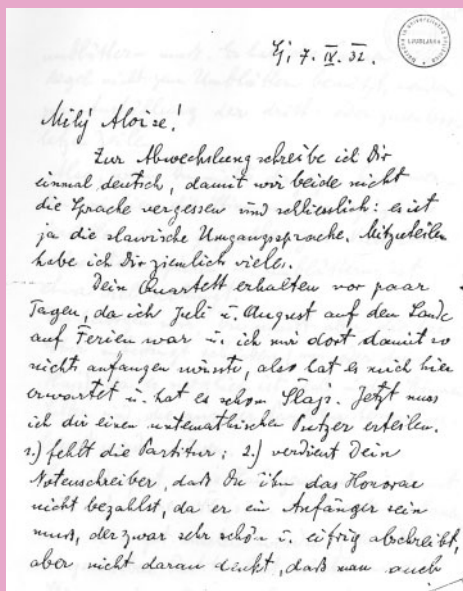 Lj, 7. IX. 32.
LJUBLJANA
Milý Aloise!
Zur Abwechslung schreibe ich Dir
einmal deutsch, damit wir beide nicht
die Sprache vergessen und schliesslich: es ist
ja die slawische Umgangssprache. Mitzuteilen
habe ich Dir ziemlich vieles.
Dein Quartett erhalten vor paar
Tagen, da ich Juli u. August auf dem Lande
auf Ferien war u. ich mir dort damit so
nichts anfangen wüsste, also hat es mich hier
erwartet u. hat es schon Šlajs. Jetzt muss
ich dir einen Putzer erteilen.
1.) fehlt die Partitur; 2.) verdient Dein
Notenschreiber, daß Du ihm das Honorar
nicht bezahlst, da er ein Anfänger sein
muß, der zwar sehr schön u. eifrig abschreibt,
aber nicht daran denkt, daß man auch